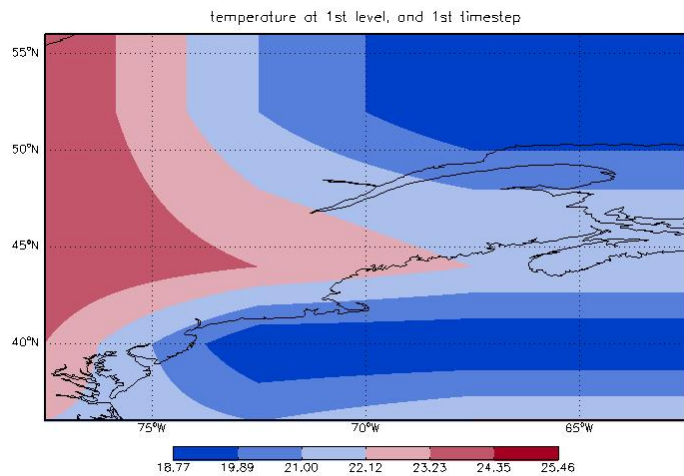 temperature at 1st level, and 1st timestep
55°N
50°N
45°N
40°N
75°W 70°W 65°W
18.77 19.89 21.00 22.12 23.23 24.35 25.46